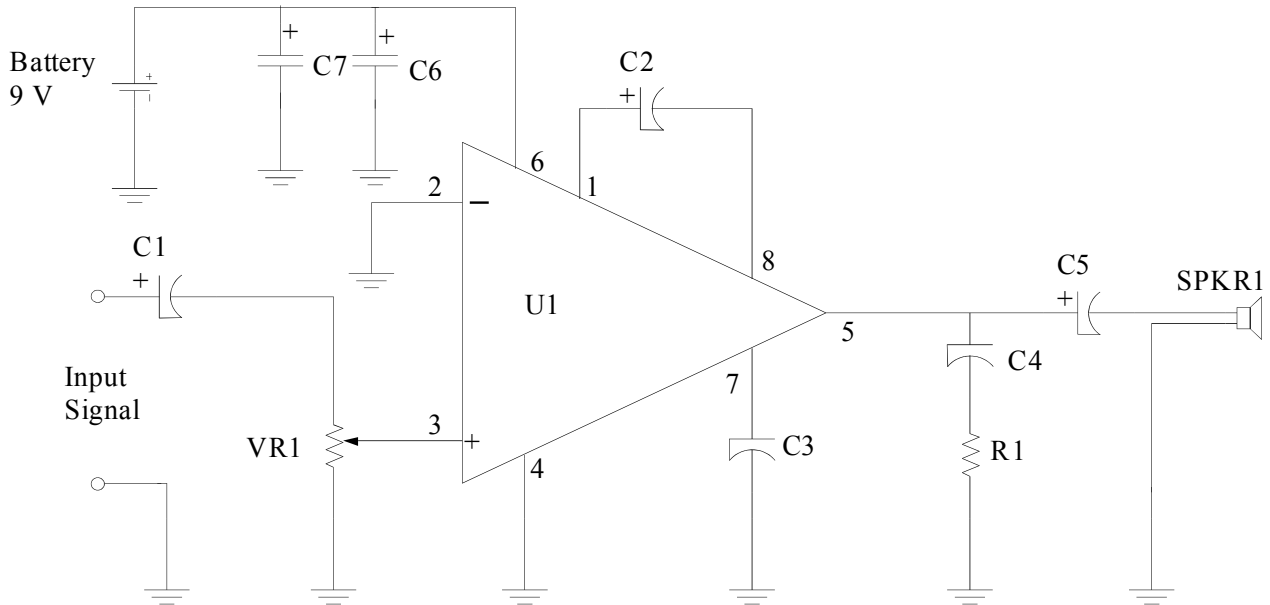 Battery
9 V
+
−
+
C7
+
C6
C2
+
6
1
2
−
8
C1
+
U1
C5
+
SPKR1
5
C4
7
Input
Signal
VR1
3
+
4
C3
R1